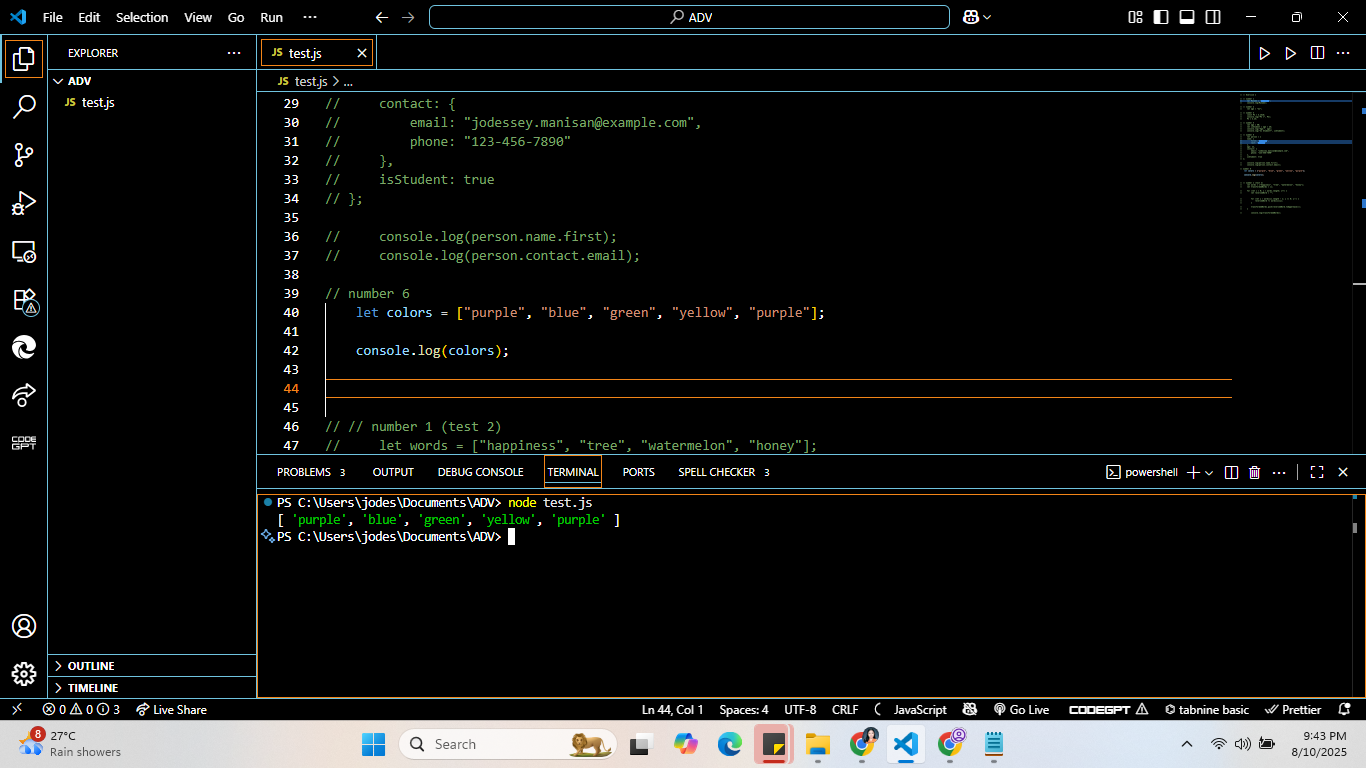 File Edit Selection View Go Run ··· ADV
EXPLORER ···
JS test.js
ADV
JS test.js
JS test.js > ...
29 //     contact: {
30 //         email: "jodessey.manisan@example.com",
31 //         phone: "123-456-7890"
32 //     },
33 //     isStudent: true
34 // };
35
36 //     console.log(person.name.first);
37 //     console.log(person.contact.email);
38
39 // number 6
40     let colors = ["purple", "blue", "green", "yellow", "purple"];
41
42     console.log(colors);
43
44
45
46 // // number 1 (test 2)
47 //     let words = ["happiness", "tree", "watermelon", "honey"];
CODE
GPT
PROBLEMS 3 OUTPUT DEBUG CONSOLE TERMINAL PORTS SPELL CHECKER 3 powershell
PS C:\Users\jodes\Documents\ADV> node test.js
[ 'purple', 'blue', 'green', 'yellow', 'purple' ]
PS C:\Users\jodes\Documents\ADV>
OUTLINE
TIMELINE
0 0 3 Live Share Ln 44, Col 1 Spaces: 4 UTF-8 CRLF JavaScript Go Live CODEGPT tabnine basic Prettier
8 27°C
Rain showers
Search
9:43 PM
8/10/2025